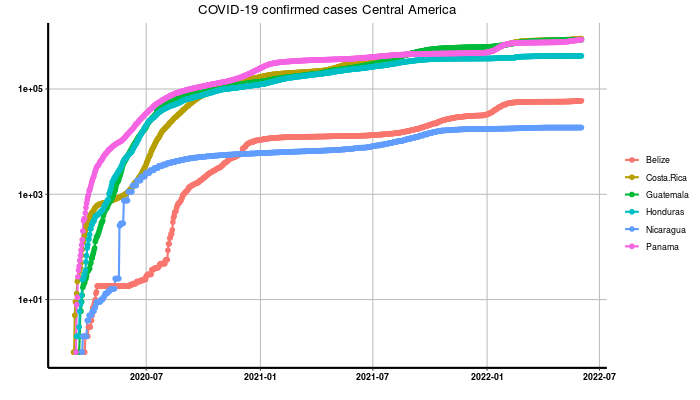 COVID-19 confirmed cases Central America
1e+05
1e+03
1e+01
2020-07 2021-01 2021-07 2022-01 2022-07
Belize
Costa.Rica
Guatemala
Honduras
Nicaragua
Panama